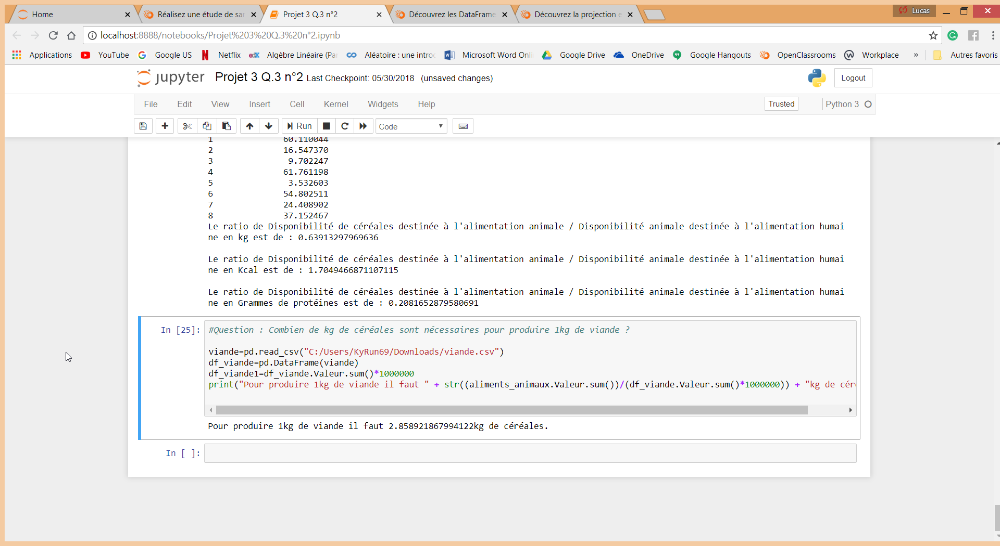 Home
Réalisez une étude de sa
Projet 3 Q.3 n°2
Découvrez les DataFrame
Découvrez la projection e
Lucas
localhost:8888/notebooks/Projet%203%20Q.3%20n°2.ipynb
Applications YouTube Google US Netflix edX Algèbre Linéaire (Par Aléatoire : une introd Microsoft Word Onli Google Drive OneDrive Google Hangouts OpenClassrooms Workplace » Autres favoris
jupyter Projet 3 Q.3 n°2 Last Checkpoint: 05/30/2018 (unsaved changes) Logout
File Edit View Insert Cell Kernel Widgets Help Trusted Python 3
Run Code
1 60.110044
2 16.547370
3 9.702247
4 61.761198
5 3.532603
6 54.802511
7 24.408902
8 37.152467
Le ratio de Disponibilité de céréales destinée à l'alimentation animale / Disponibilité animale destinée à l'alimentation humai
ne en kg est de : 0.63913297969636
Le ratio de Disponibilité de céréales destinée à l'alimentation animale / Disponibilité animale destinée à l'alimentation humai
ne en Kcal est de : 1.7049466871107115
Le ratio de Disponibilité de céréales destinée à l'alimentation animale / Disponibilité animale destinée à l'alimentation humai
ne en Grammes de protéines est de : 0.2081652879580691
In [25]: #Question : Combien de kg de céréales sont nécessaires pour produire 1kg de viande ?
viande=pd.read_csv("C:/Users/KyRun69/Downloads/viande.csv")
df_viande=pd.DataFrame(viande)
df_viande1=df_viande.Valeur.sum()*1000000
print("Pour produire 1kg de viande il faut " + str((aliments_animaux.Valeur.sum())/(df_viande.Valeur.sum()*1000000)) + "kg de cér
Pour produire 1kg de viande il faut 2.858921867994122kg de céréales.
In [ ]: